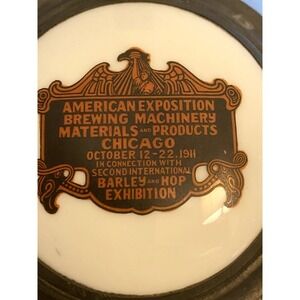 AMERICAN EXPOSITION
BREWING MACHINERY
MATERIALS AND PRODUCTS
CHICAGO
OCTOBER 12-22.1911
IN CONNECTION WITH
SECOND INTERNATIONAL
BARLEY AND HOP
EXHIBITION